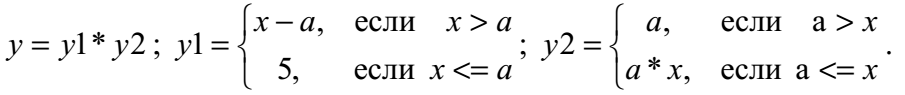 y = y1 * y2 ; y1 = { x − a, если x > a ; 5, если x <= a ; y2 = { a, если a > x ; a * x, если a <= x .